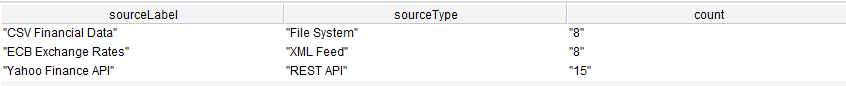 sourceLabel sourceType count
"CSV Financial Data" "File System" "8"
"ECB Exchange Rates" "XML Feed" "8"
"Yahoo Finance API" "REST API" "15"